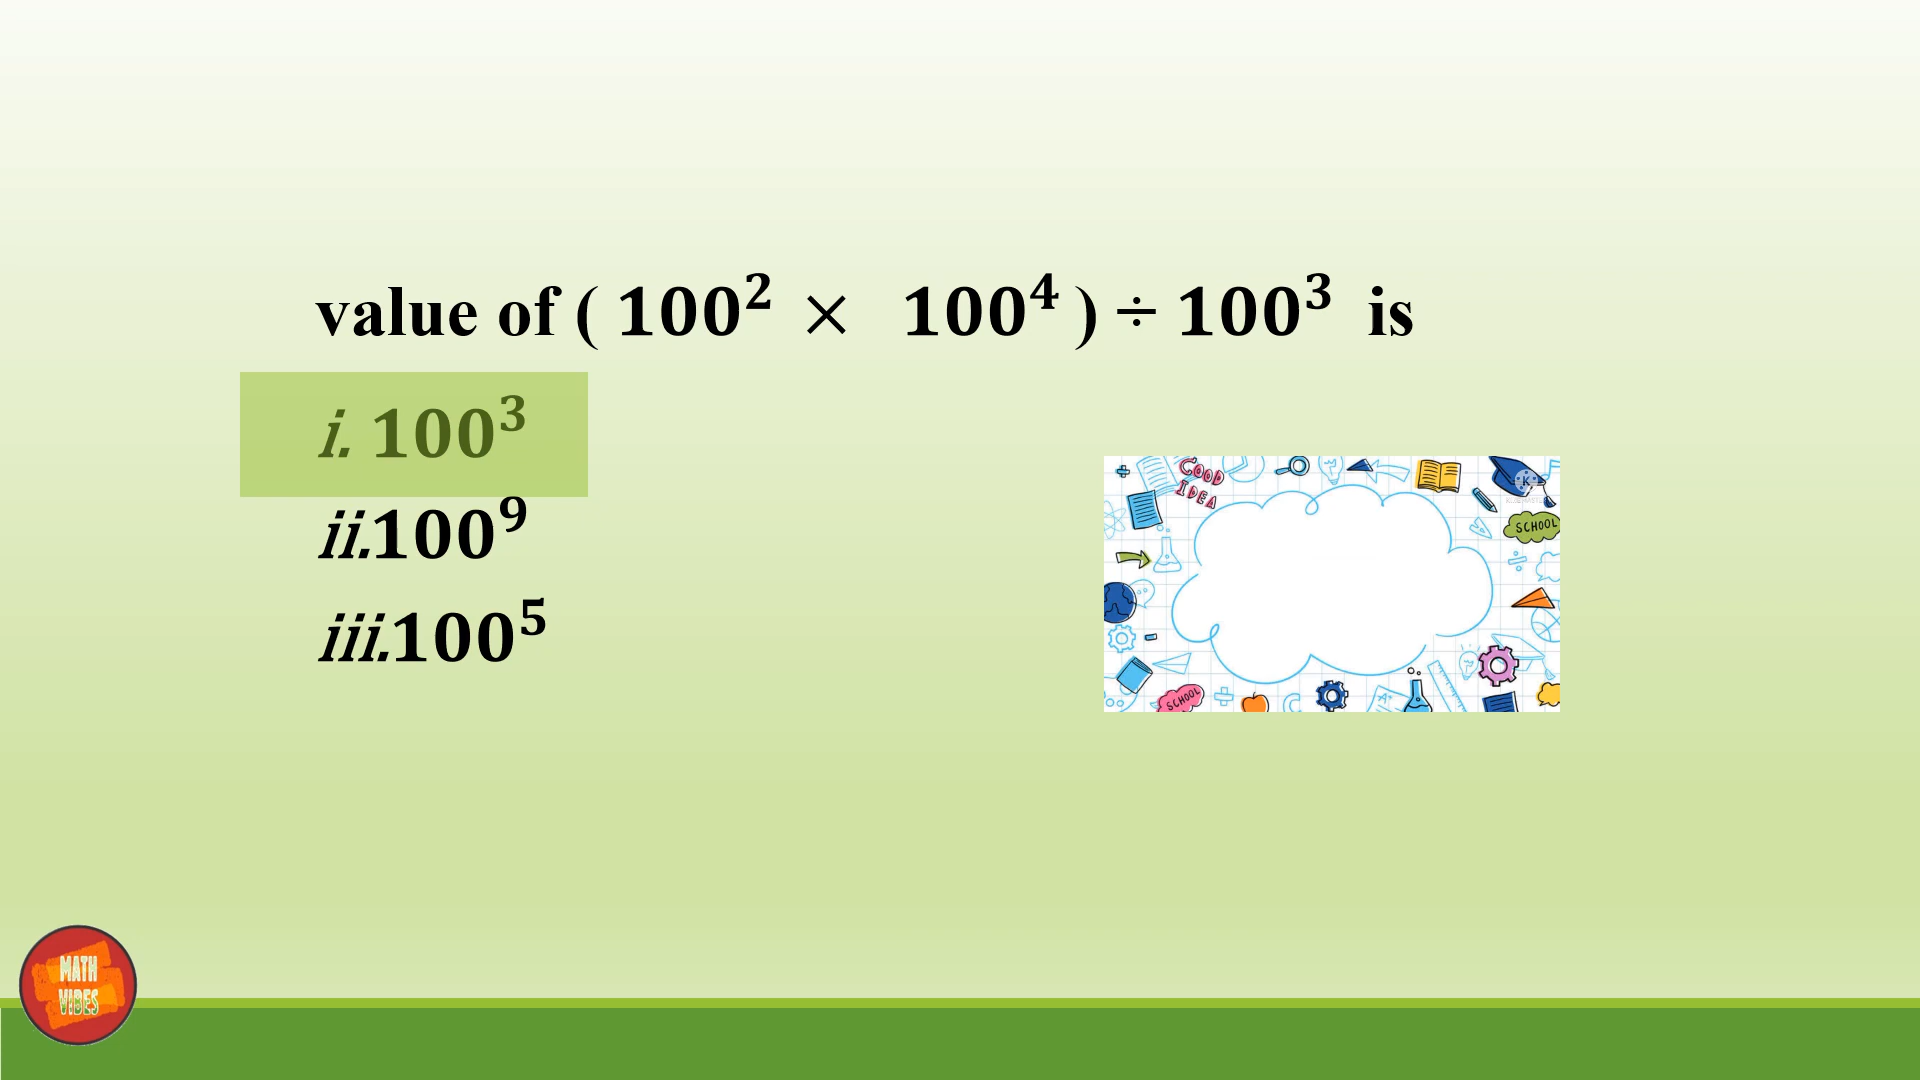 value of ( 100² × 100⁴ ) ÷ 100³ is
i. 100³
ii.100⁹
iii.100⁵
GOOD
IDEA
SCHOOL
SCHOOL
A+
MATH
VIBES